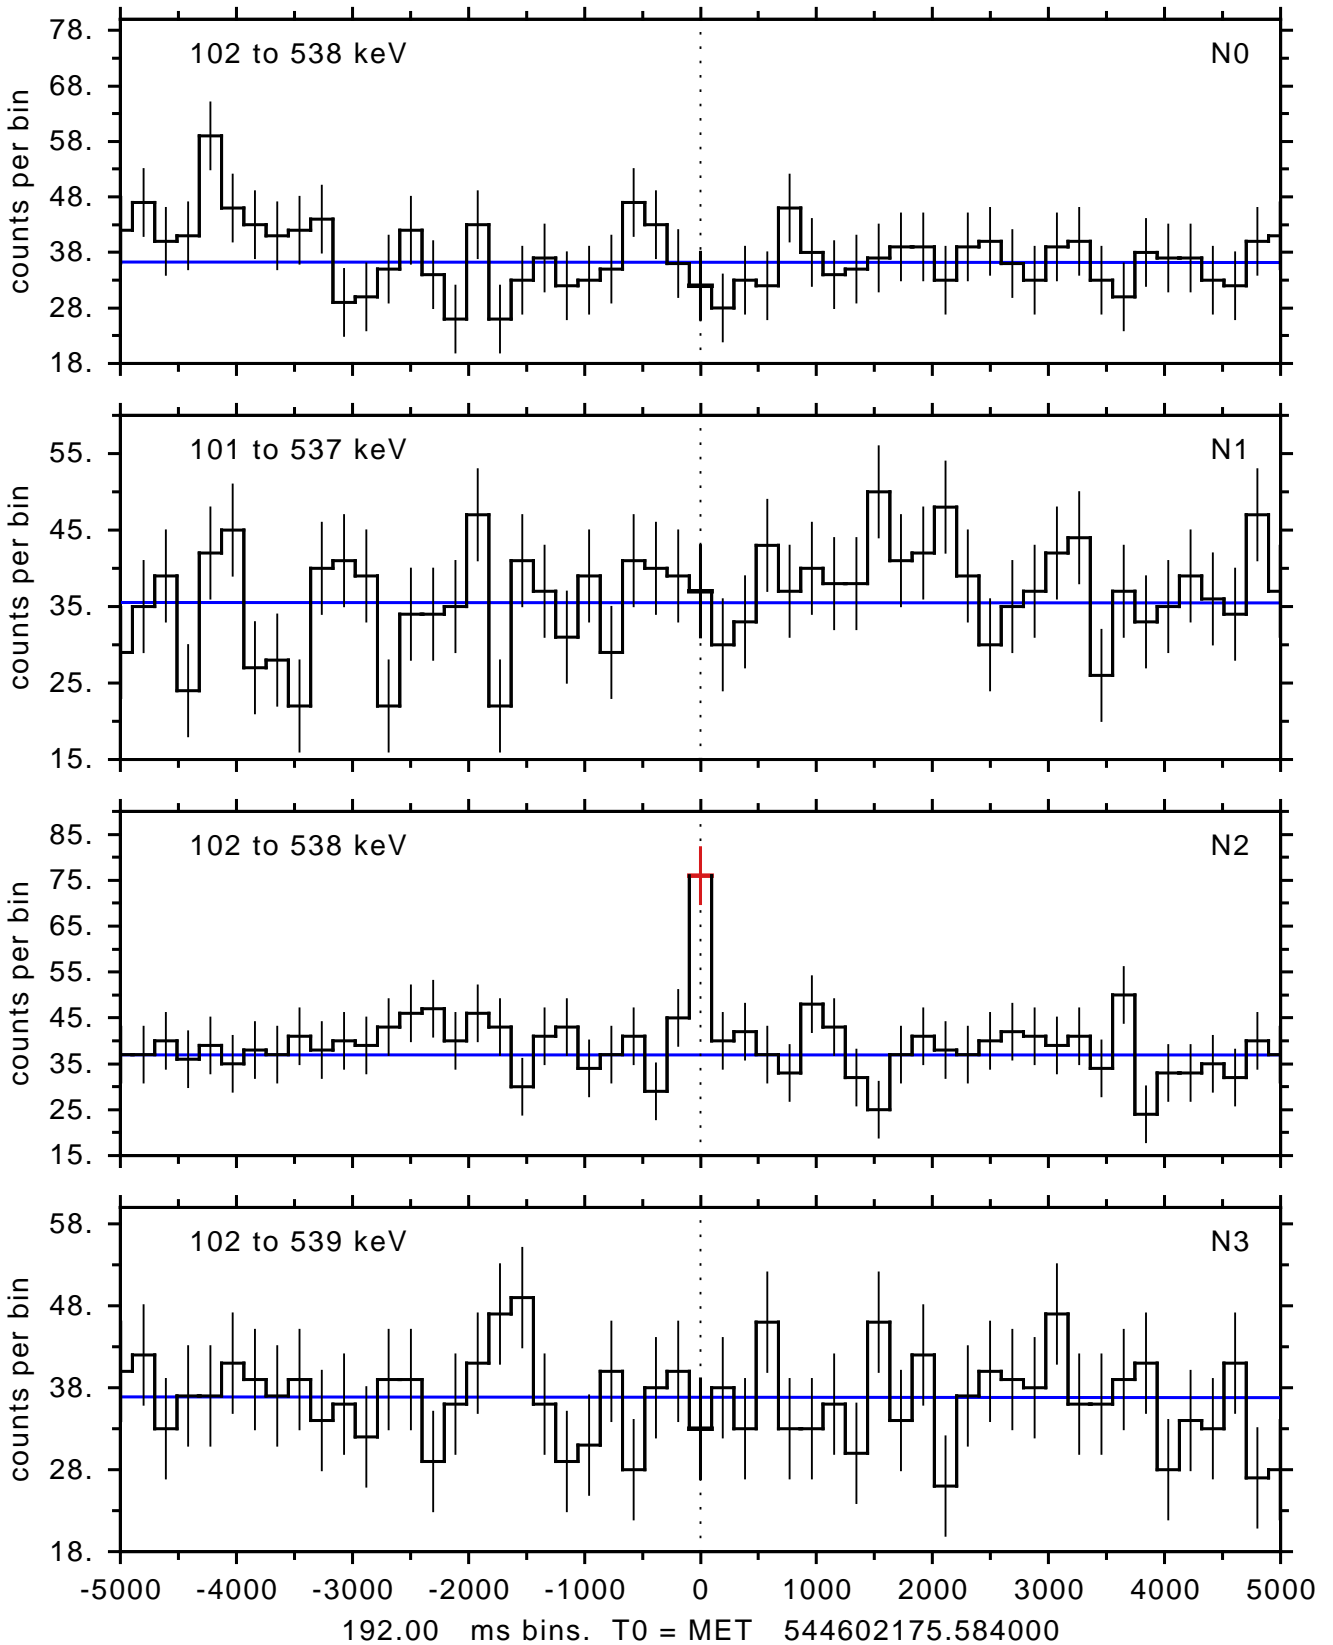 78.
68.
58.
48.
38.
28.
18.
counts per bin
102 to 538 keV
N0
55.
45.
35.
25.
15.
counts per bin
101 to 537 keV
N1
85.
75.
65.
55.
45.
35.
25.
15.
counts per bin
102 to 538 keV
N2
58.
48.
38.
28.
18.
counts per bin
102 to 539 keV
N3
-5000 -4000 -3000 -2000 -1000 0 1000 2000 3000 4000 5000
192.00 ms bins. T0 = MET 544602175.584000